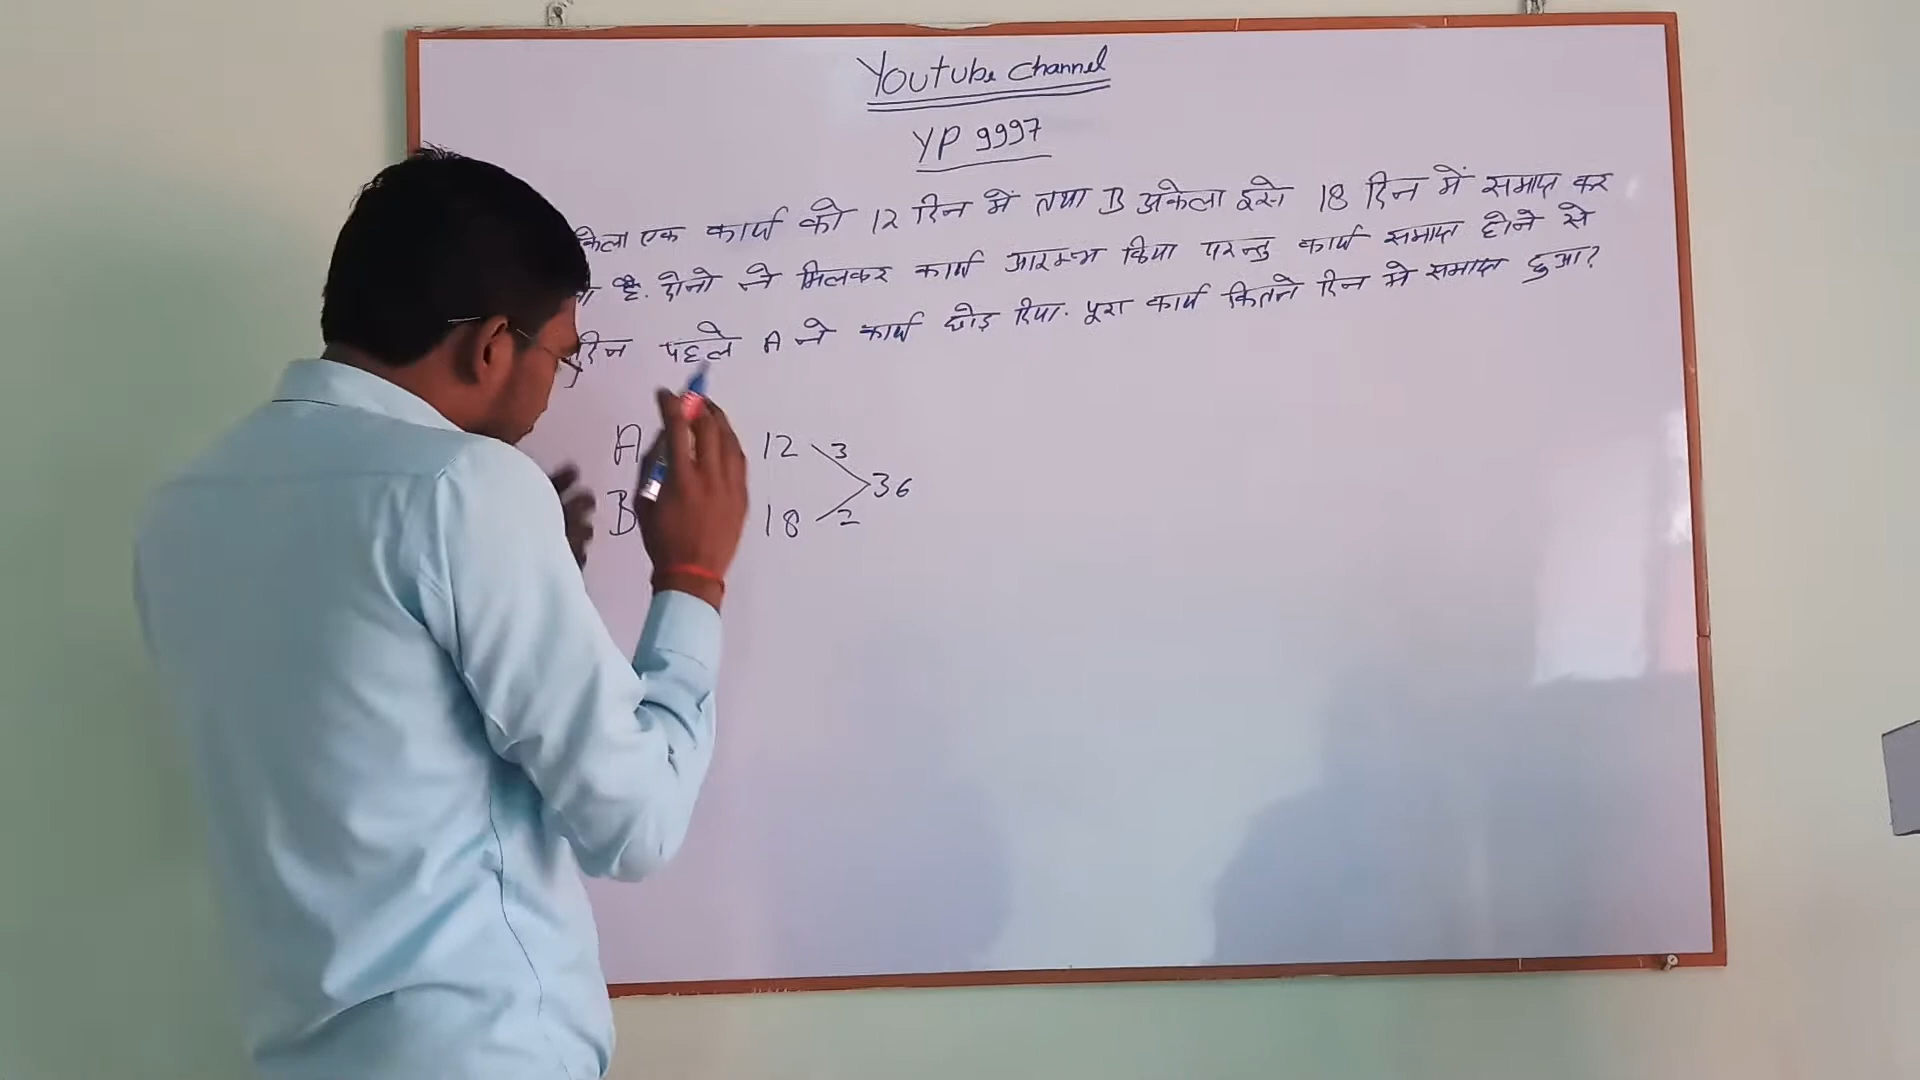 Youtube channel
YP 9997
एक कार्य को 12 दिन में तथा B अकेला इसे 18 दिन में समाप्त कर
है. दोनो ने मिलकर कार्य आरम्भ किया परन्तु कार्य समाप्त होने से
दिन पहले A ने कार्य छोड़ दिया. पूरा कार्य कितने दिन मे समाप्त हुआ?
A 12 3
36
B 18 2